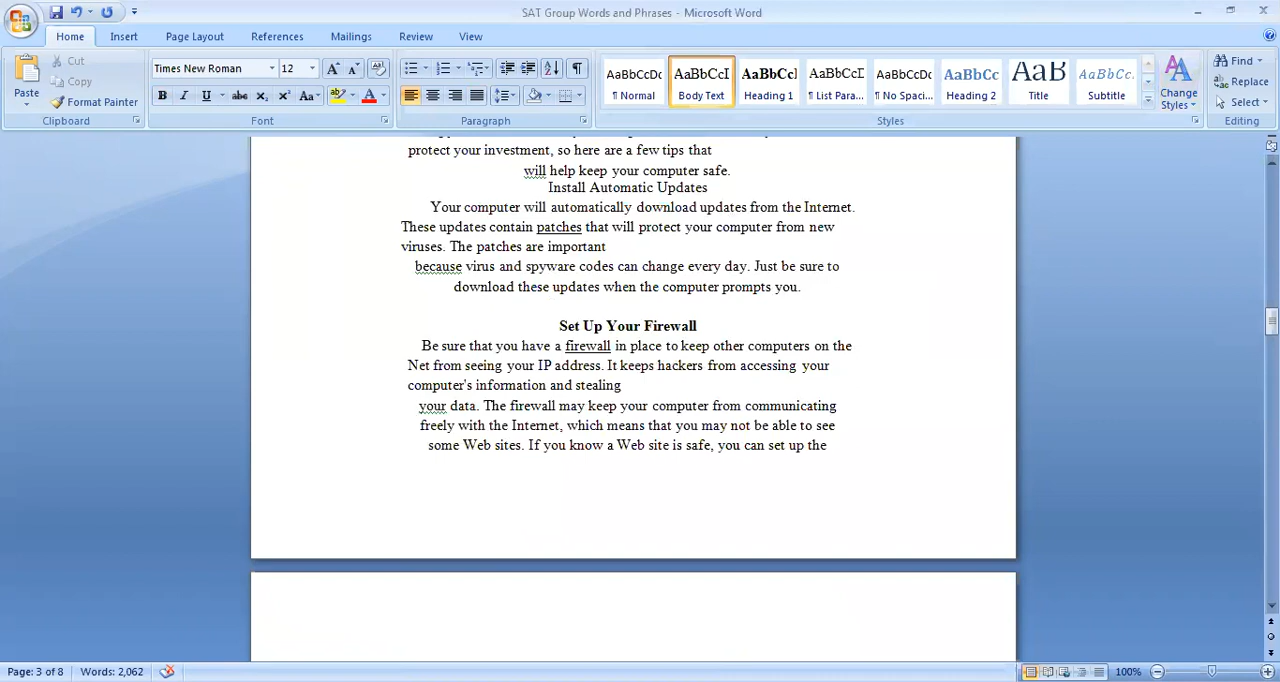 SAT Group Words and Phrases - Microsoft Word
Home Insert Page Layout References Mailings Review View
Paste
Cut
Copy
Format Painter
Clipboard
Times New Roman 12
B I U abc X₂ X² Aa
Font
Paragraph
AaBbCcDc AaBbCcI AaBbCcl AaBbCcI AaBbCcDc AaBbCc AaB AaBbCc.
¶ Normal Body Text Heading 1 ¶ List Para... ¶ No Spaci... Heading 2 Title Subtitle
Change Styles
Styles
Find
Replace
Select
Editing
protect your investment, so here are a few tips that
will help keep your computer safe.
Install Automatic Updates
Your computer will automatically download updates from the Internet.
These updates contain patches that will protect your computer from new
viruses. The patches are important
because virus and spyware codes can change every day. Just be sure to
download these updates when the computer prompts you.
Set Up Your Firewall
Be sure that you have a firewall in place to keep other computers on the
Net from seeing your IP address. It keeps hackers from accessing your
computer's information and stealing
your data. The firewall may keep your computer from communicating
freely with the Internet, which means that you may not be able to see
some Web sites. If you know a Web site is safe, you can set up the
Page: 3 of 8 Words: 2,062 100%